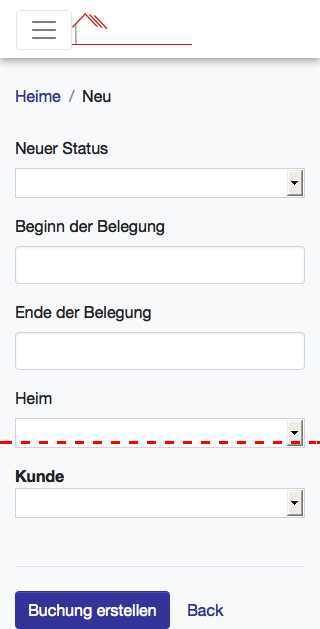 Heime / Neu
Neuer Status
Beginn der Belegung
Ende der Belegung
Heim
Kunde
Buchung erstellen Back